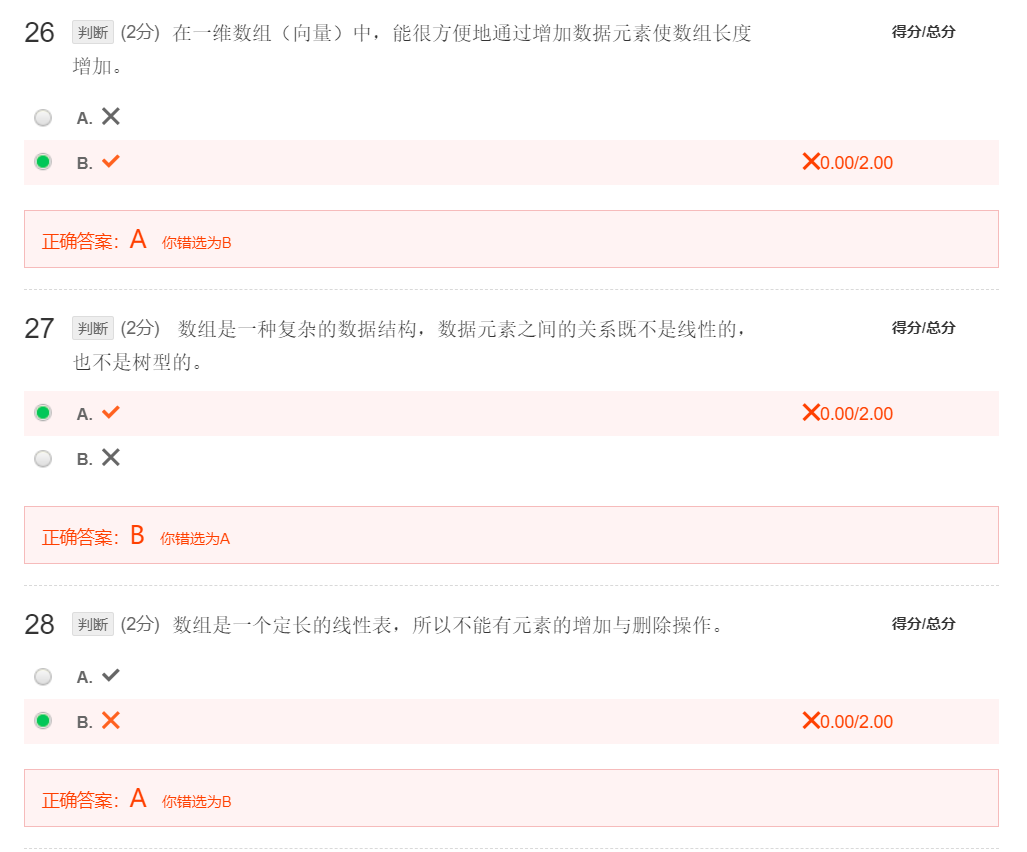 26 判断 (2分) 在一维数组（向量）中，能很方便地通过增加数据元素使数组长度 得分/总分
增加。
A.
B. 0.00/2.00
正确答案：A 你错选为B
27 判断 (2分) 数组是一种复杂的数据结构，数据元素之间的关系既不是线性的， 得分/总分
也不是树型的。
A. 0.00/2.00
B.
正确答案：B 你错选为A
28 判断 (2分) 数组是一个定长的线性表，所以不能有元素的增加与删除操作。 得分/总分
A.
B. 0.00/2.00
正确答案：A 你错选为B